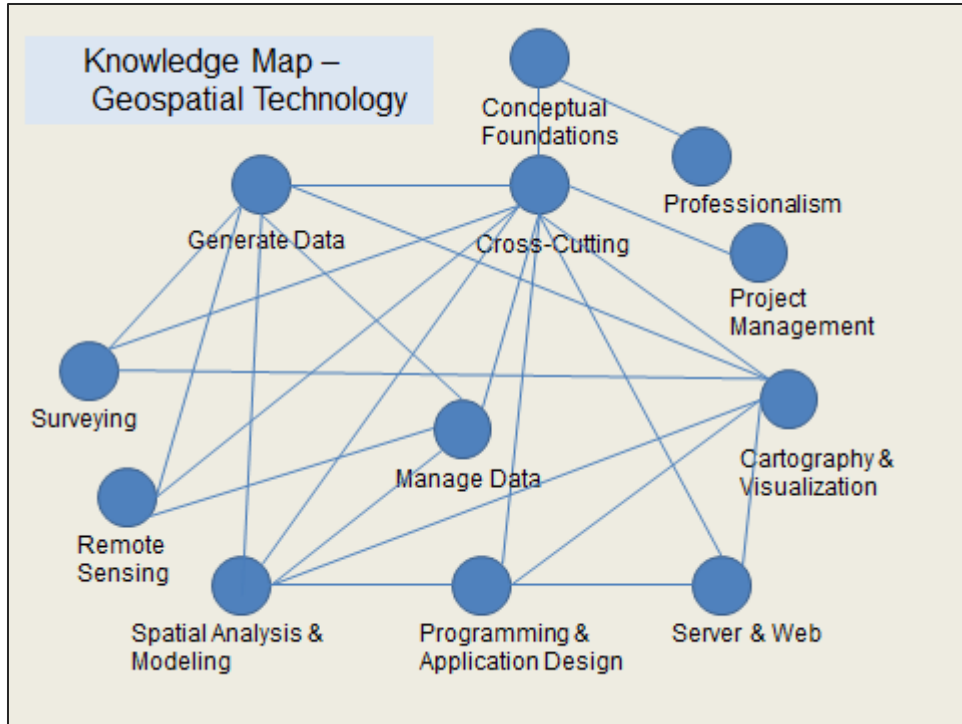 Knowledge Map –
Geospatial Technology
Conceptual
Foundations
Professionalism
Generate Data
Cross-Cutting
Project
Management
Surveying
Manage Data
Cartography &
Visualization
Remote
Sensing
Spatial Analysis &
Modeling
Programming &
Application Design
Server & Web